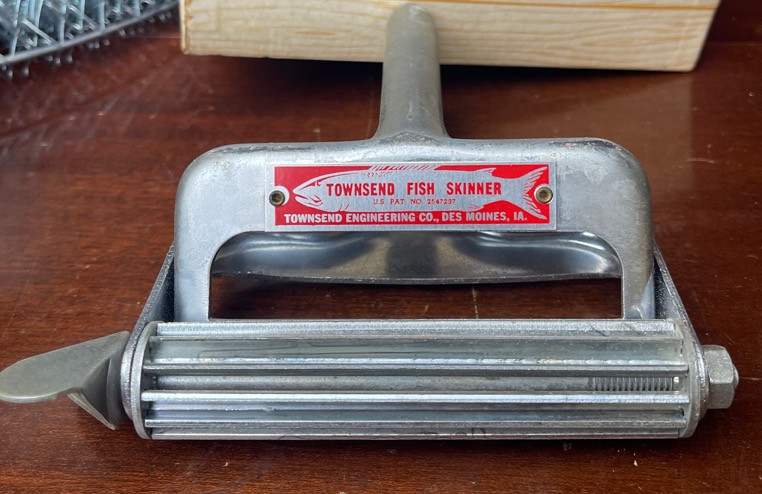 TOWNSEND FISH SKINNER
U.S. PAT. NO. 2547237
TOWNSEND ENGINEERING CO., DES MOINES, IA.